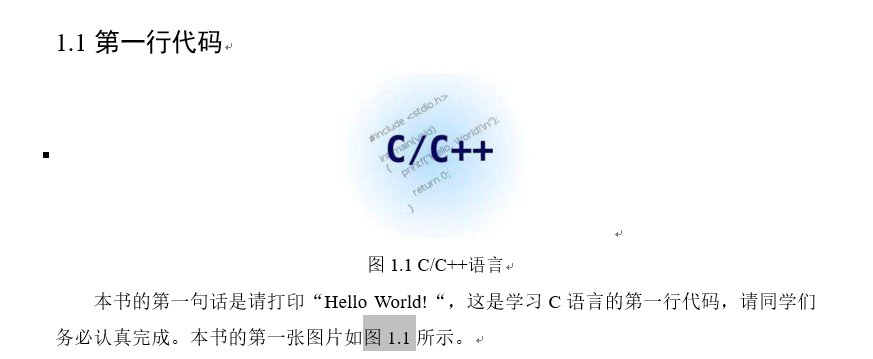 1.1 第一行代码
#include <stdio.h>
int main(void)
{ printf("Hello, World!\n");
C/C++
return 0;
}
图 1.1 C/C++语言
本书的第一句话是请打印“Hello World! “，这是学习 C 语言的第一行代码，请同学们
务必认真完成。本书的第一张图片如图 1.1 所示。